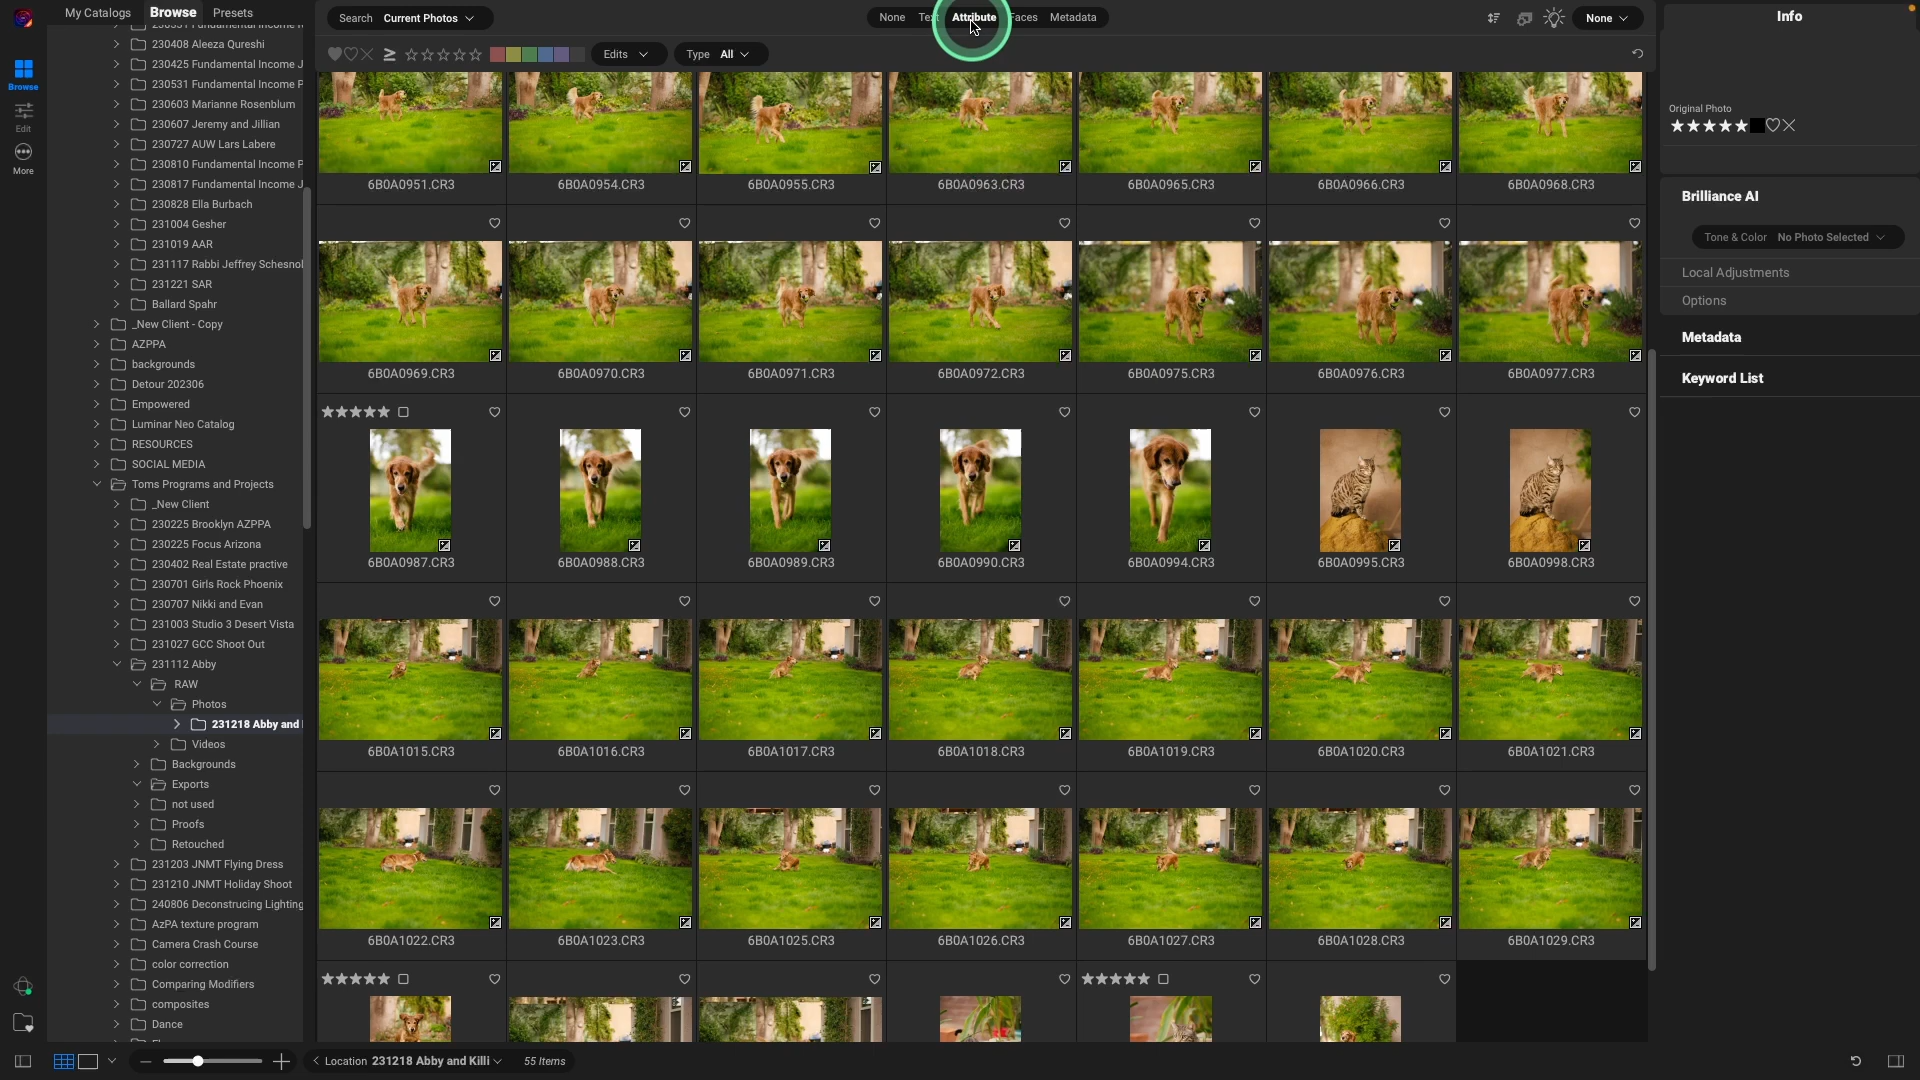 My Catalogs Browse Presets
Search Current Photos
None Attribute Faces Metadata
None
Info
Edits Type All
Browse
Edit
More
230408 Aleeza Qureshi
230425 Fundamental Income J
230531 Fundamental Income P
230603 Marianne Rosenblum
230607 Jeremy and Jillian
230727 AUW Lars Labere
230810 Fundamental Income P
230817 Fundamental Income J
230828 Ella Burbach
231004 Gesher
231019 AAR
231117 Rabbi Jeffrey Schesnol
231221 SAR
Ballard Spahr
_New Client - Copy
AZPPA
backgrounds
Detour 202306
Empowered
Luminar Neo Catalog
RESOURCES
SOCIAL MEDIA
Toms Programs and Projects
_New Client
230225 Brooklyn AZPPA
230225 Focus Arizona
230402 Real Estate practive
230701 Girls Rock Phoenix
230707 Nikki and Evan
231003 Studio 3 Desert Vista
231027 GCC Shoot Out
231112 Abby
RAW
Photos
231218 Abby and
Videos
Backgrounds
Exports
not used
Proofs
Retouched
231203 JNMT Flying Dress
231210 JNMT Holiday Shoot
240806 Deconstrucing Lighting
AzPA texture program
Camera Crash Course
color correction
Comparing Modifiers
composites
Dance
6B0A0951.CR3 6B0A0954.CR3 6B0A0955.CR3 6B0A0963.CR3 6B0A0965.CR3 6B0A0966.CR3 6B0A0968.CR3
6B0A0969.CR3 6B0A0970.CR3 6B0A0971.CR3 6B0A0972.CR3 6B0A0975.CR3 6B0A0976.CR3 6B0A0977.CR3
6B0A0987.CR3 6B0A0988.CR3 6B0A0989.CR3 6B0A0990.CR3 6B0A0994.CR3 6B0A0995.CR3 6B0A0998.CR3
6B0A1015.CR3 6B0A1016.CR3 6B0A1017.CR3 6B0A1018.CR3 6B0A1019.CR3 6B0A1020.CR3 6B0A1021.CR3
6B0A1022.CR3 6B0A1023.CR3 6B0A1025.CR3 6B0A1026.CR3 6B0A1027.CR3 6B0A1028.CR3 6B0A1029.CR3
Location 231218 Abby and Killi 55 Items
Original Photo
Brilliance AI
Tone & Color No Photo Selected
Local Adjustments
Options
Metadata
Keyword List